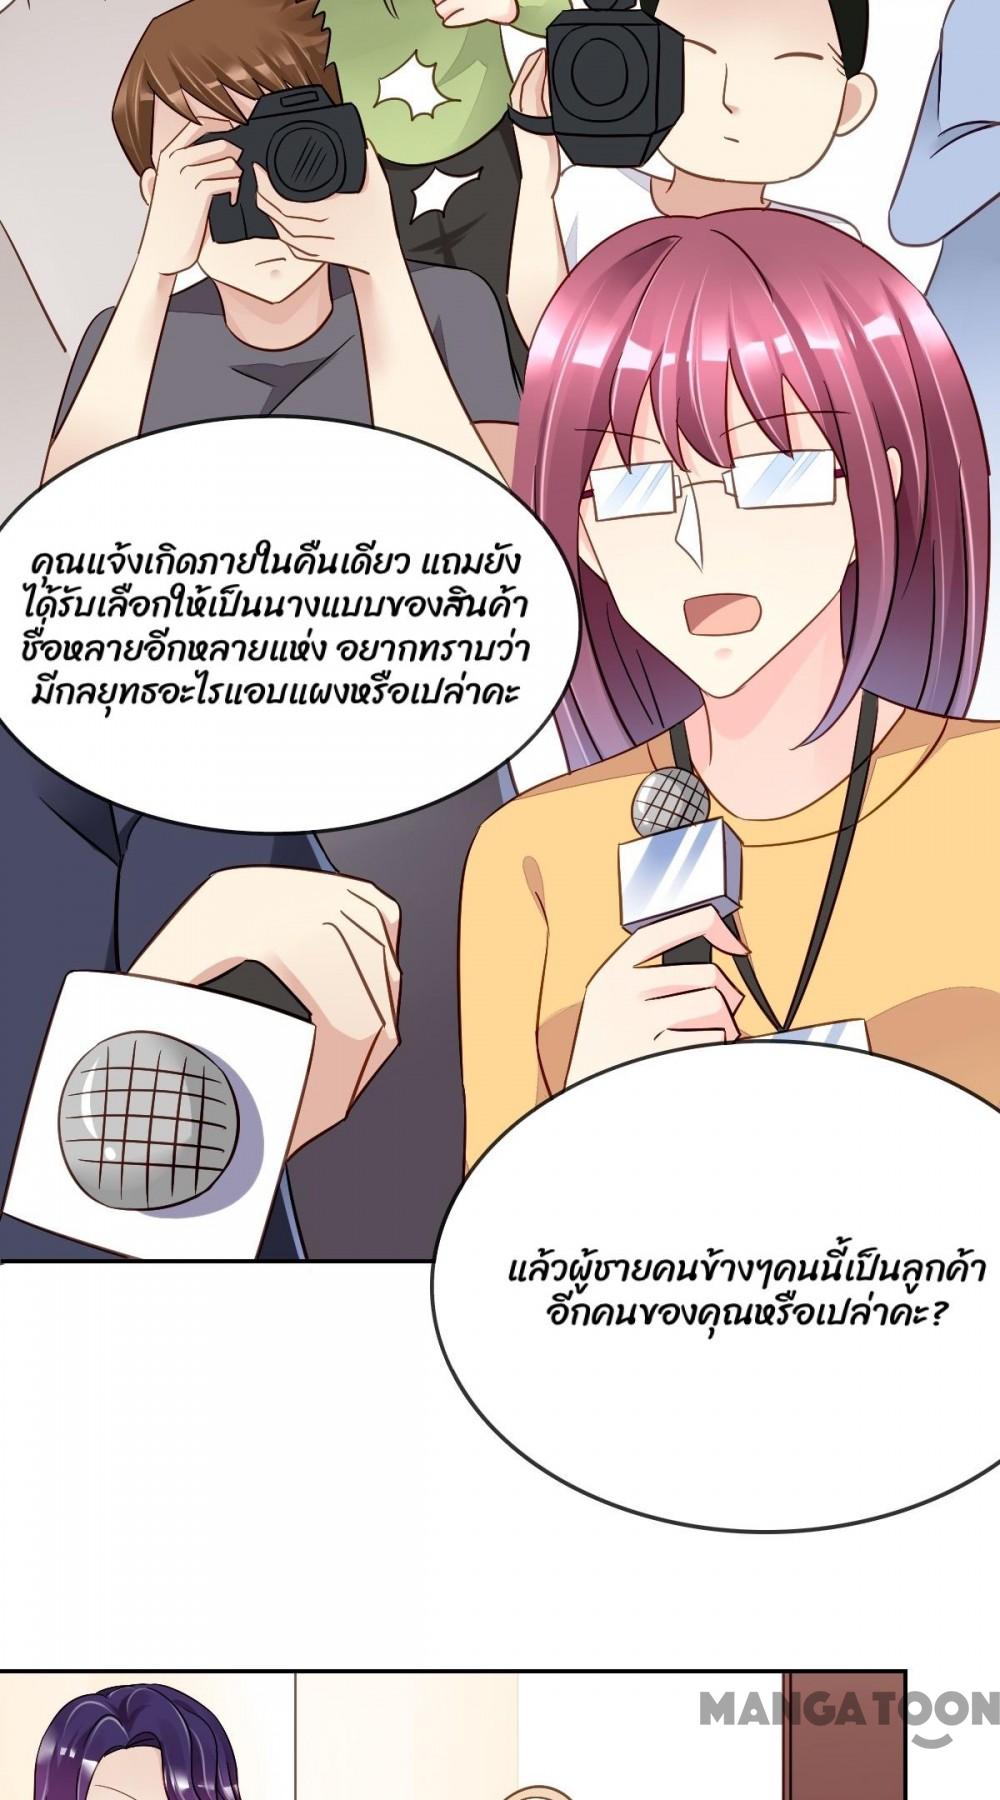 คุณแจ้งเกิดภายในคืนเดียว แถมยัง
ได้รับเลือกให้เป็นนางแบบของสินค้า
ชื่อหลายอีกหลายแห่ง อยากทราบว่า
มีกลยุทธอะไรแอบแผงหรือเปล่าคะ
แล้วผู้ชายคนข้างๆคนนี้เป็นลูกค้า
อีกคนของคุณหรือเปล่าคะ?
MANGATOON